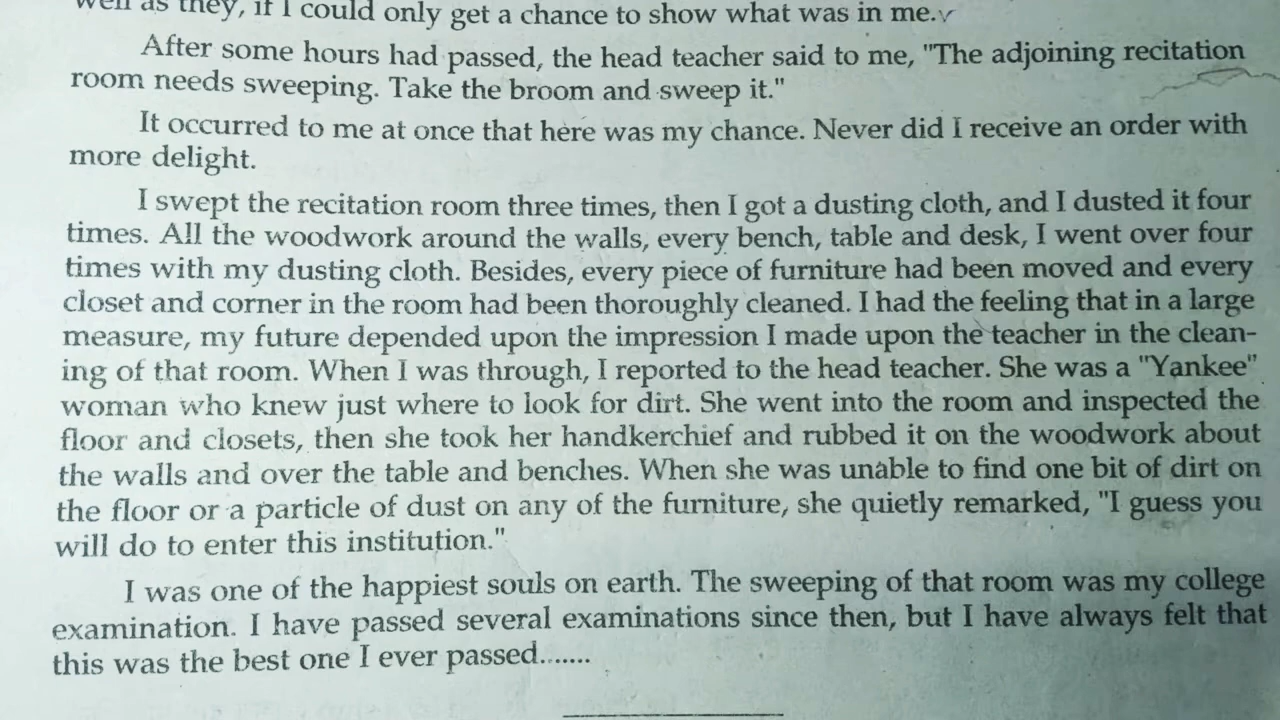 well as they, if I could only get a chance to show what was in me.
After some hours had passed, the head teacher said to me, "The adjoining recitation
room needs sweeping. Take the broom and sweep it."
It occurred to me at once that here was my chance. Never did I receive an order with
more delight.
I swept the recitation room three times, then I got a dusting cloth, and I dusted it four
times. All the woodwork around the walls, every bench, table and desk, I went over four
times with my dusting cloth. Besides, every piece of furniture had been moved and every
closet and corner in the room had been thoroughly cleaned. I had the feeling that in a large
measure, my future depended upon the impression I made upon the teacher in the clean-
ing of that room. When I was through, I reported to the head teacher. She was a "Yankee"
woman who knew just where to look for dirt. She went into the room and inspected the
floor and closets, then she took her handkerchief and rubbed it on the woodwork about
the walls and over the table and benches. When she was unable to find one bit of dirt on
the floor or a particle of dust on any of the furniture, she quietly remarked, "I guess you
will do to enter this institution."
I was one of the happiest souls on earth. The sweeping of that room was my college
examination. I have passed several examinations since then, but I have always felt that
this was the best one I ever passed.......